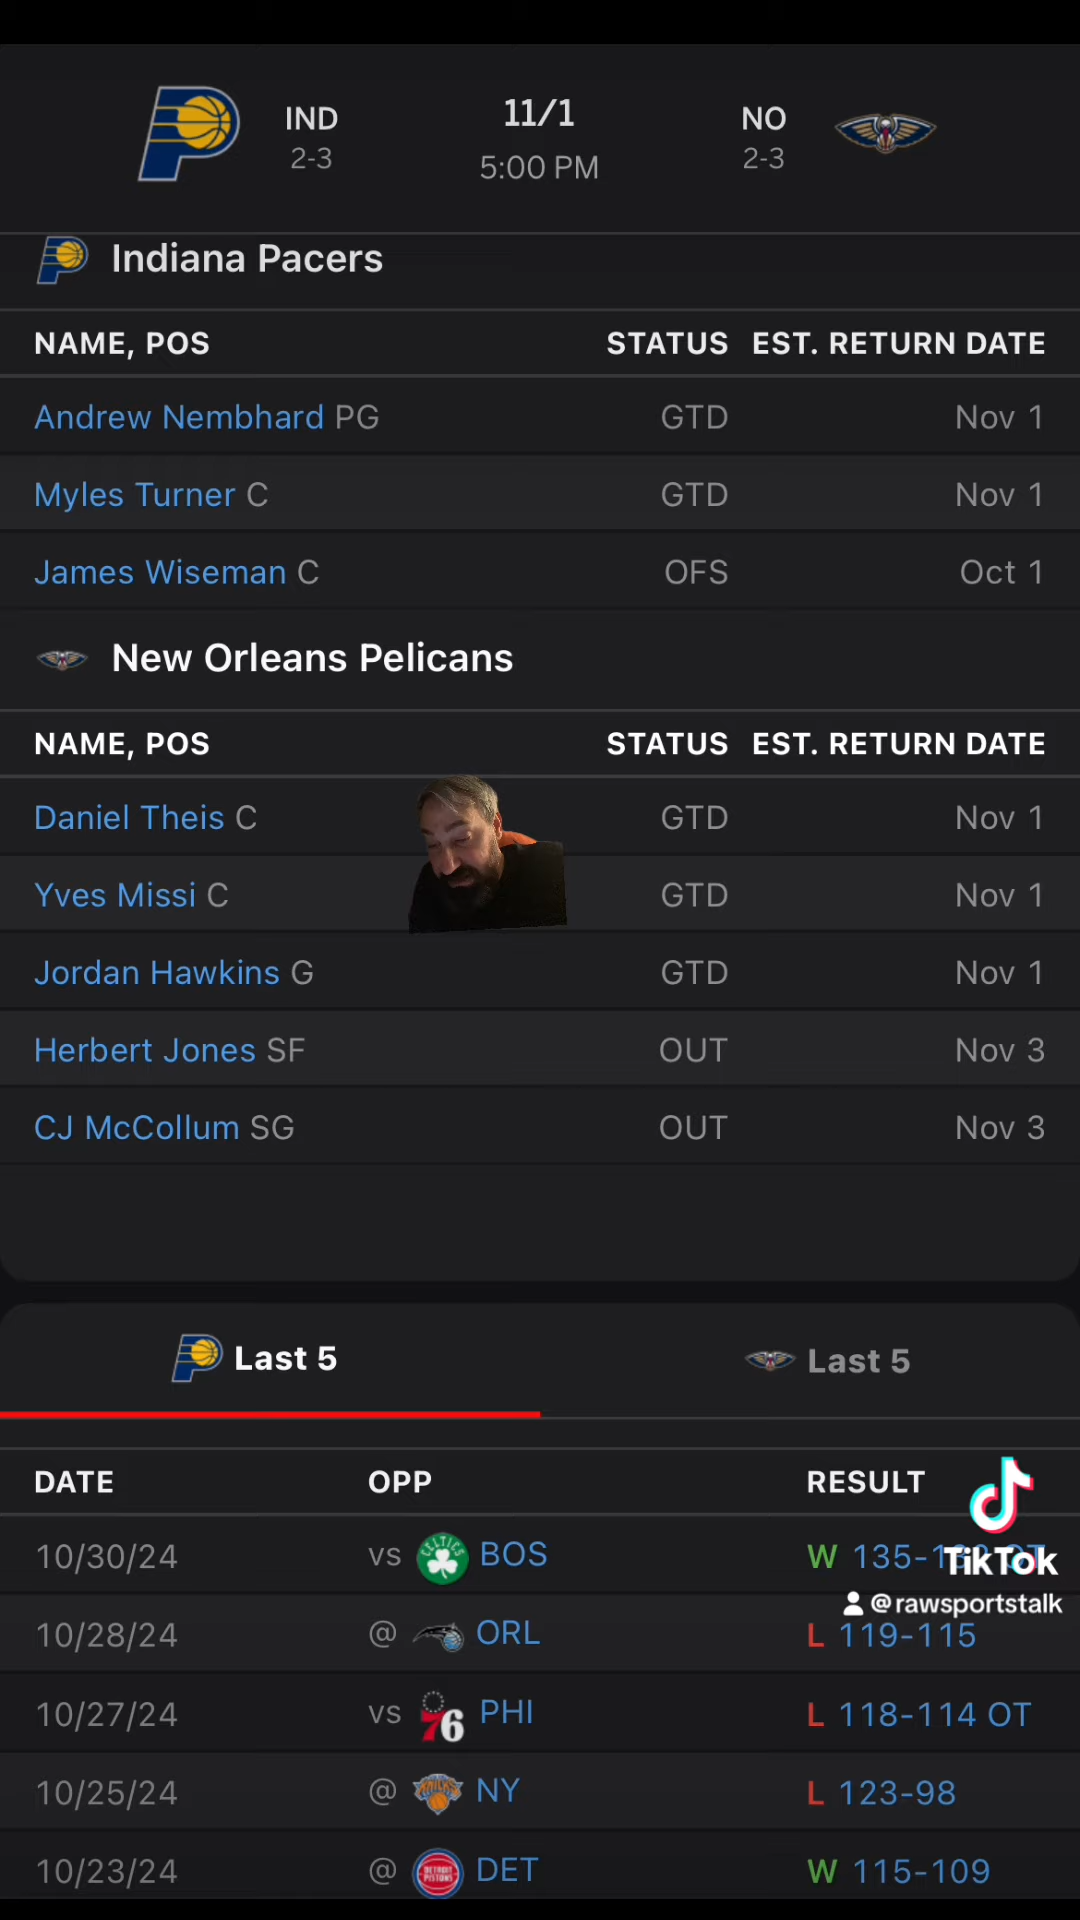 IND 11/1 NO
2-3 5:00 PM 2-3
Indiana Pacers
NAME, POS STATUS EST. RETURN DATE
Andrew Nembhard PG GTD Nov 1
Myles Turner C GTD Nov 1
James Wiseman C OFS Oct 1
New Orleans Pelicans
NAME, POS STATUS EST. RETURN DATE
Daniel Theis C GTD Nov 1
Yves Missi C GTD Nov 1
Jordan Hawkins G GTD Nov 1
Herbert Jones SF OUT Nov 3
CJ McCollum SG OUT Nov 3
Last 5 Last 5
DATE OPP RESULT
10/30/24 vs CELTICS BOS W
TikTok
@rawsportstalk
10/28/24 @ ORL L 119-115
10/27/24 vs 76 PHI L 118-114 OT
10/25/24 @ KNICKS NY L 123-98
10/23/24 @ DETROIT PISTONS DET W 115-109